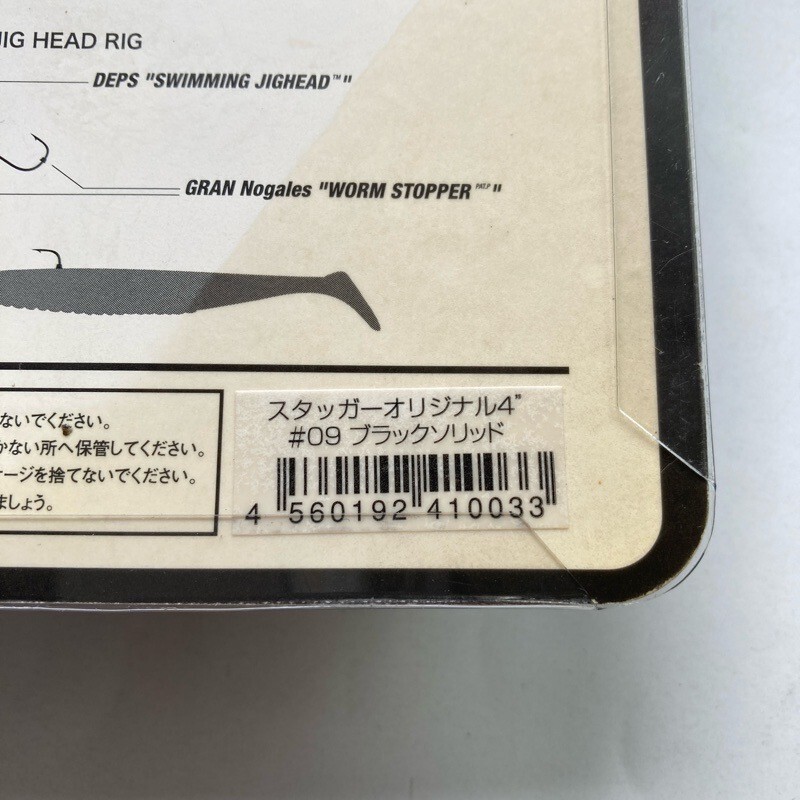 JIG HEAD RIG
DEPS "SWIMMING JIGHEAD™"
GRAN Nogales "WORM STOPPER PAT.P"
ないでください。
かない所へ保管してください。
ケージを捨てないでください。
ましょう。
スタッガーオリジナル4"
#09 ブラックソリッド
4 560192 410033